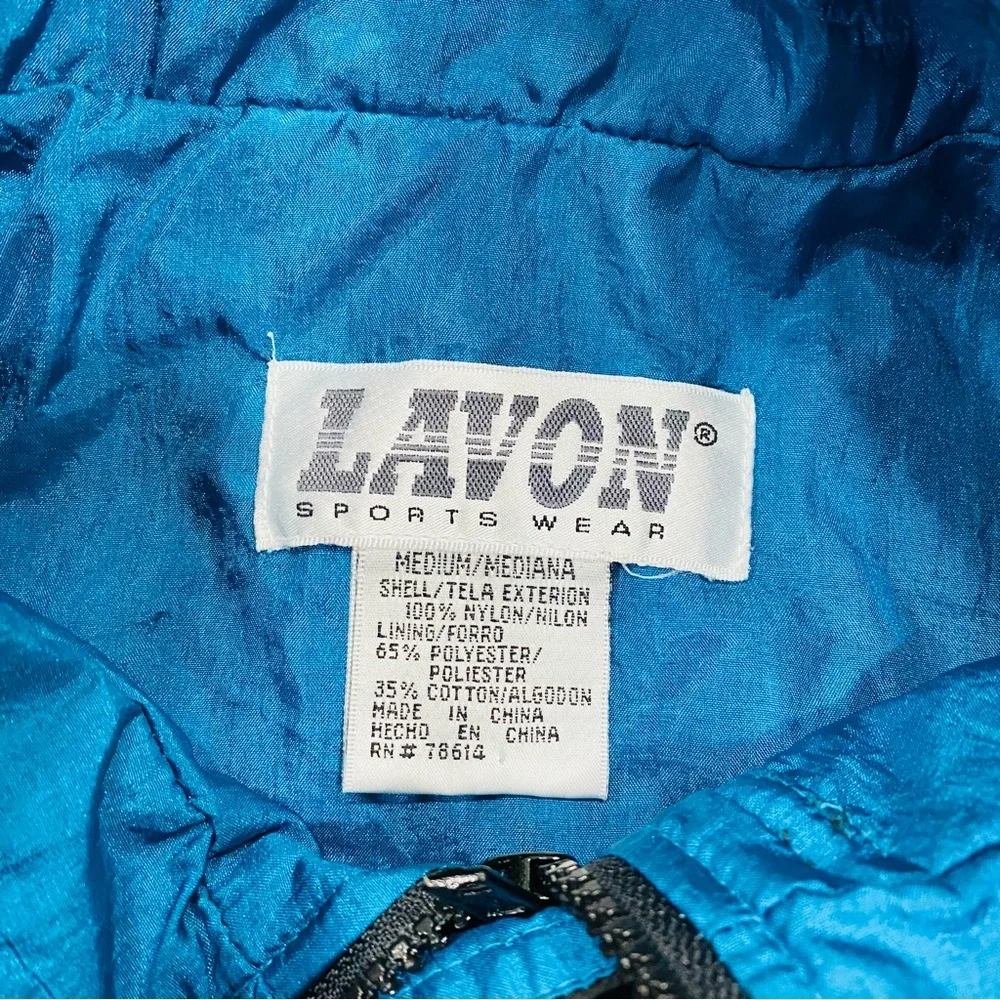 LAVON®
SPORTS WEAR
MEDIUM/MEDIANA
SHELL/TELA EXTERION
100% NYLON/NILON
LINING/FORRO
65% POLYESTER/
POLIESTER
35% COTTON/ALGODON
MADE IN CHINA
HECHO EN CHINA
RN# 78614